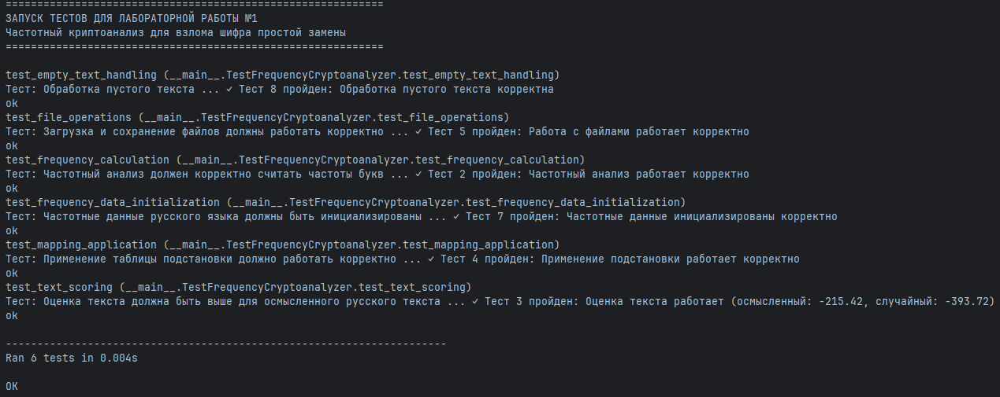 ============================================================
ЗАПУСК ТЕСТОВ ДЛЯ ЛАБОРАТОРНОЙ РАБОТЫ №1
Частотный криптоанализ для взлома шифра простой замены
============================================================
test_empty_text_handling (__main__.TestFrequencyCryptoanalyzer.test_empty_text_handling)
Тест: Обработка пустого текста ... ✓ Тест 8 пройден: Обработка пустого текста корректна
ok
test_file_operations (__main__.TestFrequencyCryptoanalyzer.test_file_operations)
Тест: Загрузка и сохранение файлов должны работать корректно ... ✓ Тест 5 пройден: Работа с файлами работает корректно
ok
test_frequency_calculation (__main__.TestFrequencyCryptoanalyzer.test_frequency_calculation)
Тест: Частотный анализ должен корректно считать частоты букв ... ✓ Тест 2 пройден: Частотный анализ работает корректно
ok
test_frequency_data_initialization (__main__.TestFrequencyCryptoanalyzer.test_frequency_data_initialization)
Тест: Частотные данные русского языка должны быть инициализированы ... ✓ Тест 7 пройден: Частотные данные инициализированы корректно
ok
test_mapping_application (__main__.TestFrequencyCryptoanalyzer.test_mapping_application)
Тест: Применение таблицы подстановки должно работать корректно ... ✓ Тест 4 пройден: Применение подстановки работает корректно
ok
test_text_scoring (__main__.TestFrequencyCryptoanalyzer.test_text_scoring)
Тест: Оценка текста должна быть выше для осмысленного русского текста ... ✓ Тест 3 пройден: Оценка текста работает (осмысленный: -215.42, случайный: -393.72)
ok
----------------------------------------------------------------------
Ran 6 tests in 0.004s
OK